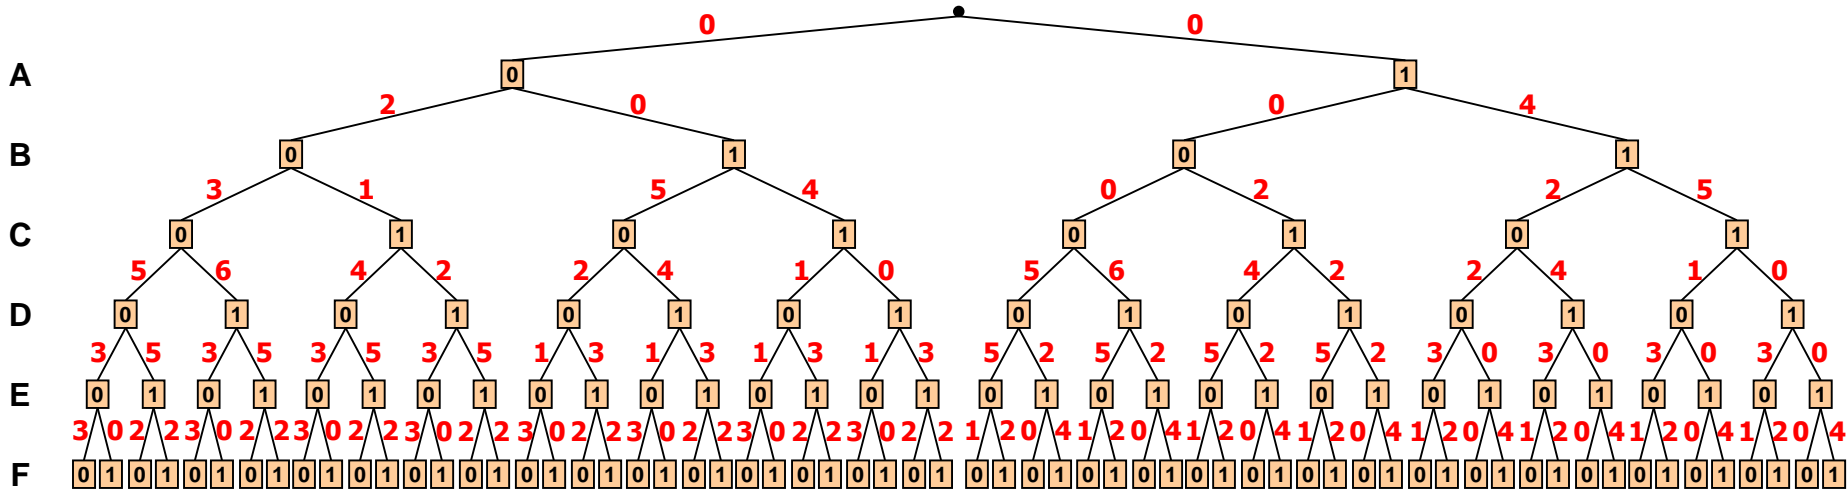 0 0
A 0 1
2 0 0 4
B 0 1 0 1
3 1 5 4 0 2 2 5
C 0 1 0 1 0 1 0 1
5 6 4 2 2 4 1 0 5 6 4 2 2 4 1 0
D 0 1 0 1 0 1 0 1 0 1 0 1 0 1 0 1
3 5 3 5 3 5 3 5 1 3 1 3 1 3 1 3 5 2 5 2 5 2 5 2 3 0 3 0 3 0 3 0
E 0 1 0 1 0 1 0 1 0 1 0 1 0 1 0 1 0 1 0 1 0 1 0 1 0 1 0 1 0 1 0 1
3 0 2 2 3 0 2 2 3 0 2 2 3 0 2 2 3 0 2 2 3 0 2 2 3 0 2 2 3 0 2 2 1 2 0 4 1 2 0 4 1 2 0 4 1 2 0 4 1 2 0 4 1 2 0 4 1 2 0 4 1 2 0 4
F 0 1 0 1 0 1 0 1 0 1 0 1 0 1 0 1 0 1 0 1 0 1 0 1 0 1 0 1 0 1 0 1 0 1 0 1 0 1 0 1 0 1 0 1 0 1 0 1 0 1 0 1 0 1 0 1 0 1 0 1 0 1 0 1